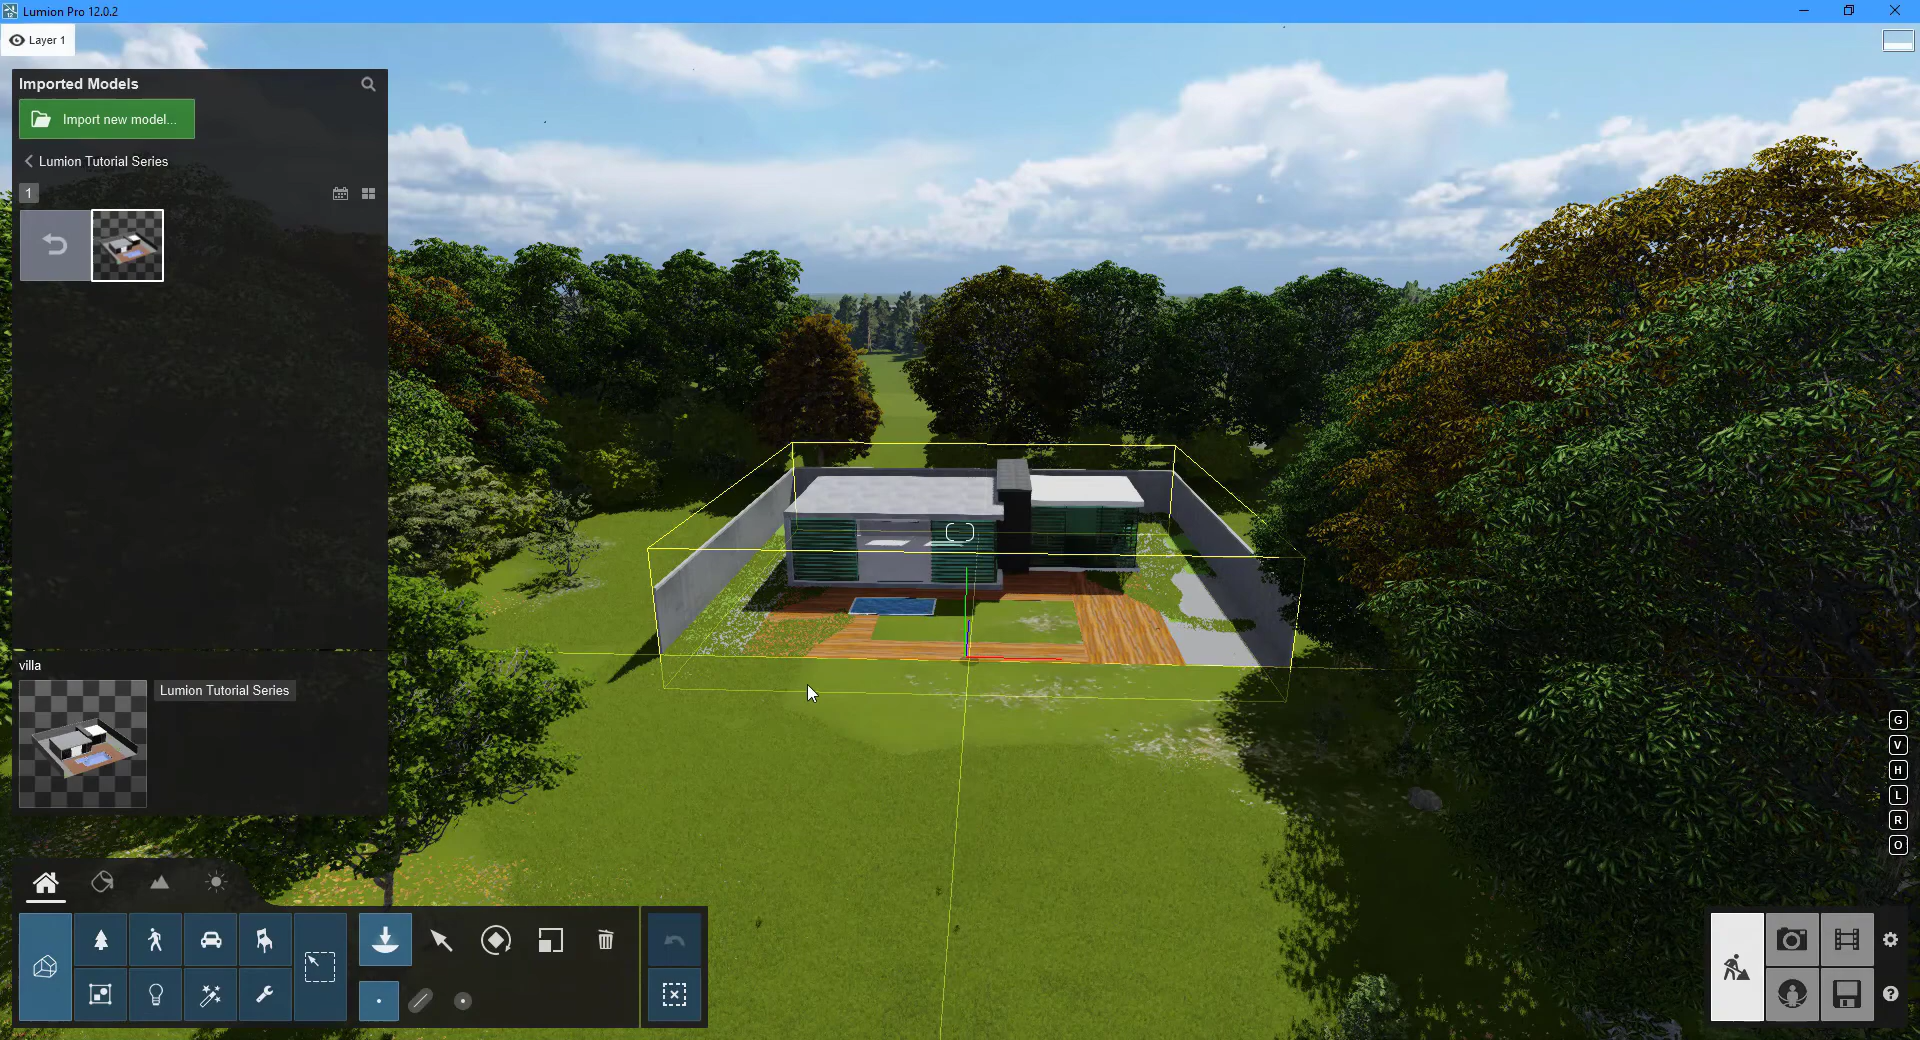 Lumion Pro 12.0.2
Layer 1
Imported Models
Import new model...
Lumion Tutorial Series
1
villa
Lumion Tutorial Series
G
V
H
L
R
O